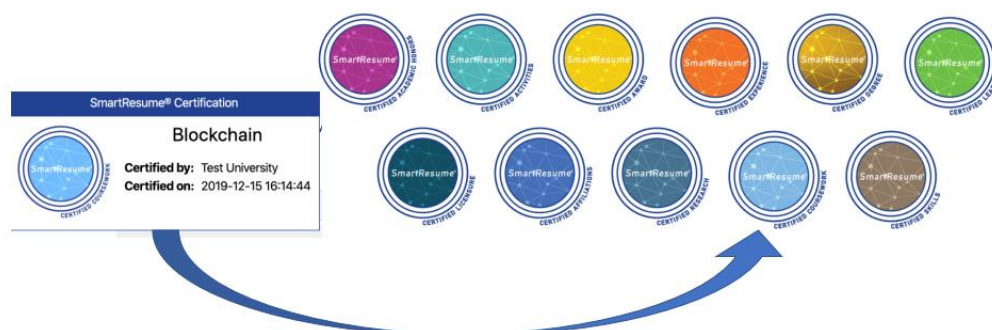 SmartResume®
CERTIFIED ACADEMIC HONORS
SmartResume®
CERTIFIED ACTIVITIES
SmartResume®
CERTIFIED AWARD
SmartResume®
CERTIFIED EXPERIENCE
SmartResume®
CERTIFIED DEGREE
SmartResume®
CERTIFIED LEA
SmartResume® Certification
Blockchain
SmartResume®
CERTIFIED COURSEWORK
Certified by: Test University
Certified on: 2019-12-15 16:14:44
SmartResume®
CERTIFIED LICENSURE
SmartResume®
CERTIFIED AFFILIATIONS
SmartResume®
CERTIFIED RESEARCH
SmartResume®
CERTIFIED COURSEWORK
SmartResume®
CERTIFIED SKILLS